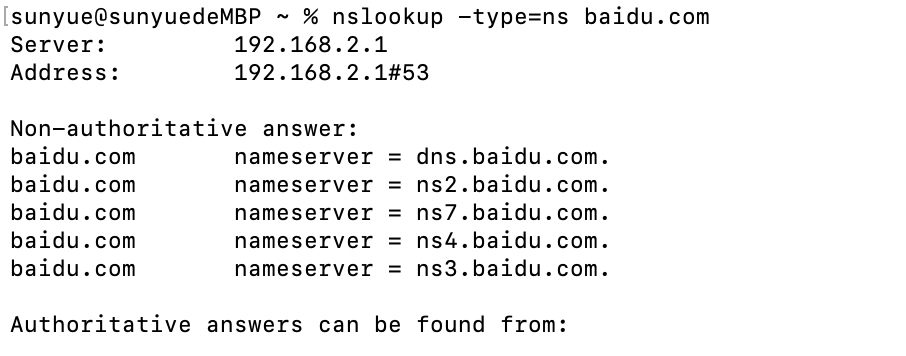 [sunyue@sunyuedeMBP ~ % nslookup -type=ns baidu.com
Server:         192.168.2.1
Address:        192.168.2.1#53
Non-authoritative answer:
baidu.com       nameserver = dns.baidu.com.
baidu.com       nameserver = ns2.baidu.com.
baidu.com       nameserver = ns7.baidu.com.
baidu.com       nameserver = ns4.baidu.com.
baidu.com       nameserver = ns3.baidu.com.
Authoritative answers can be found from: